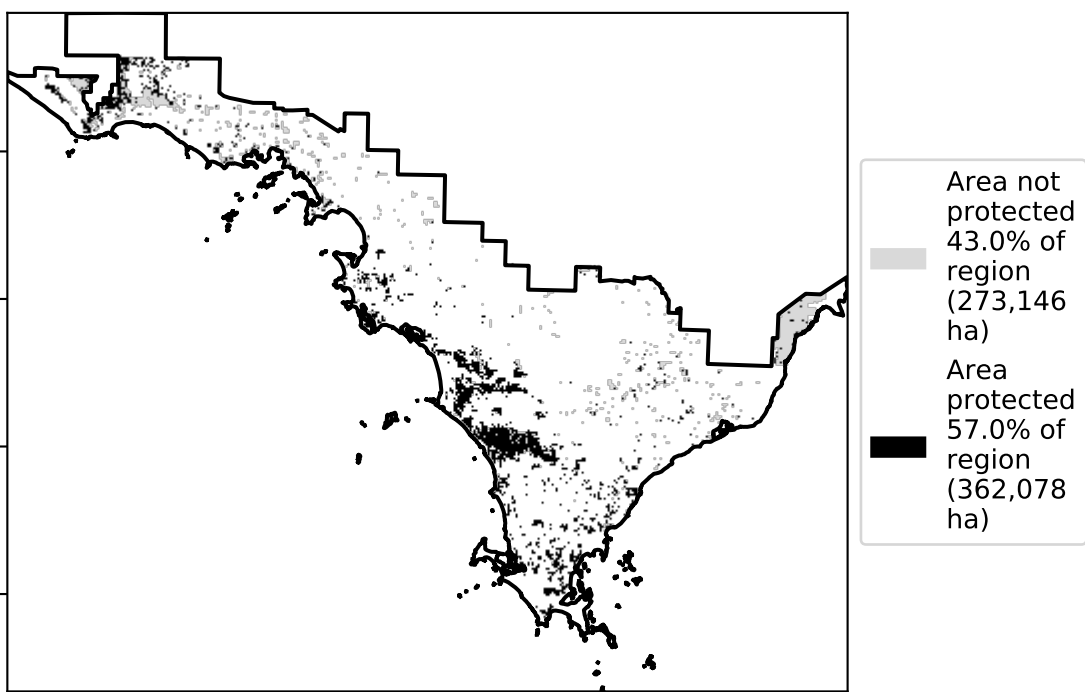 Area not
protected
43.0% of
region
(273,146
ha)
Area
protected
57.0% of
region
(362,078
ha)